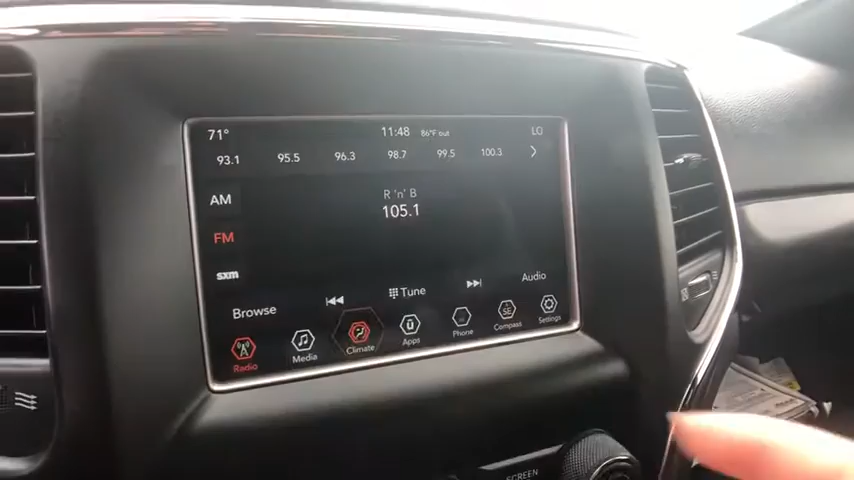 71° 11:48 86°F out LO
93.1 95.5 96.3 98.7 99.5 100.3
AM
R 'n' B
105.1
FM
sxm
Browse Tune Audio
Radio Media Climate Apps Phone SE Compass Settings
SCREEN